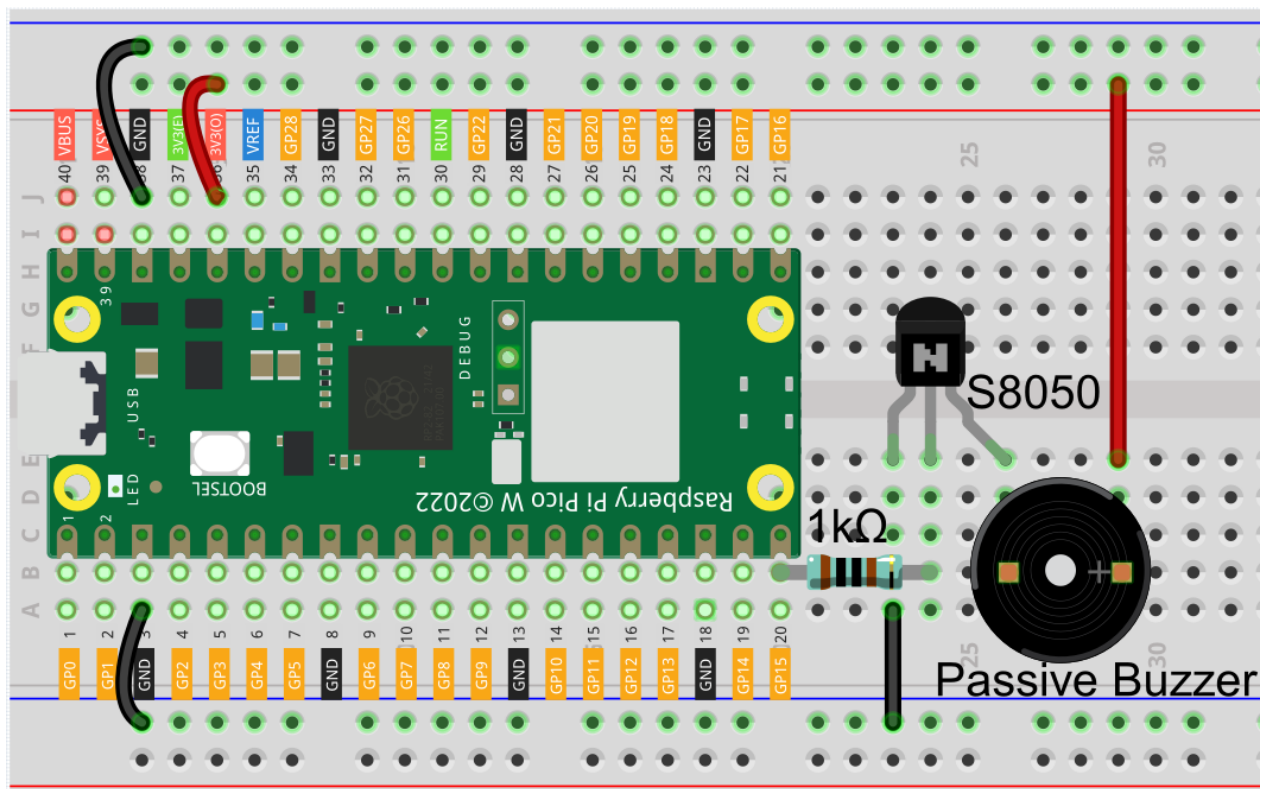 VBUS
VSYS
GND
3V3(E)
3V3(O)
VREF
GP28
GND
GP27
GP26
RUN
GP22
GND
GP21
GP20
GP19
GP18
GND
GP17
GP16
40 39 38 37 36 35 34 33 32 31 30 29 28 27 26 25 24 23 22 21
25
30
J
I
H
G
F
39
DEBUG
USB
S8050
E
D
C
B
A
LED
BOOTSEL
Raspberry Pi Pico W ©2022
1
2
1kΩ
+
1 2 3 4 5 6 7 8 9 10 11 12 13 14 15 16 17 18 19 20
25
30
GP0
GP1
GND
GP2
GP3
GP4
GP5
GND
GP6
GP7
GP8
GP9
GND
GP10
GP11
GP12
GP13
GND
GP14
GP15
Passive Buzzer